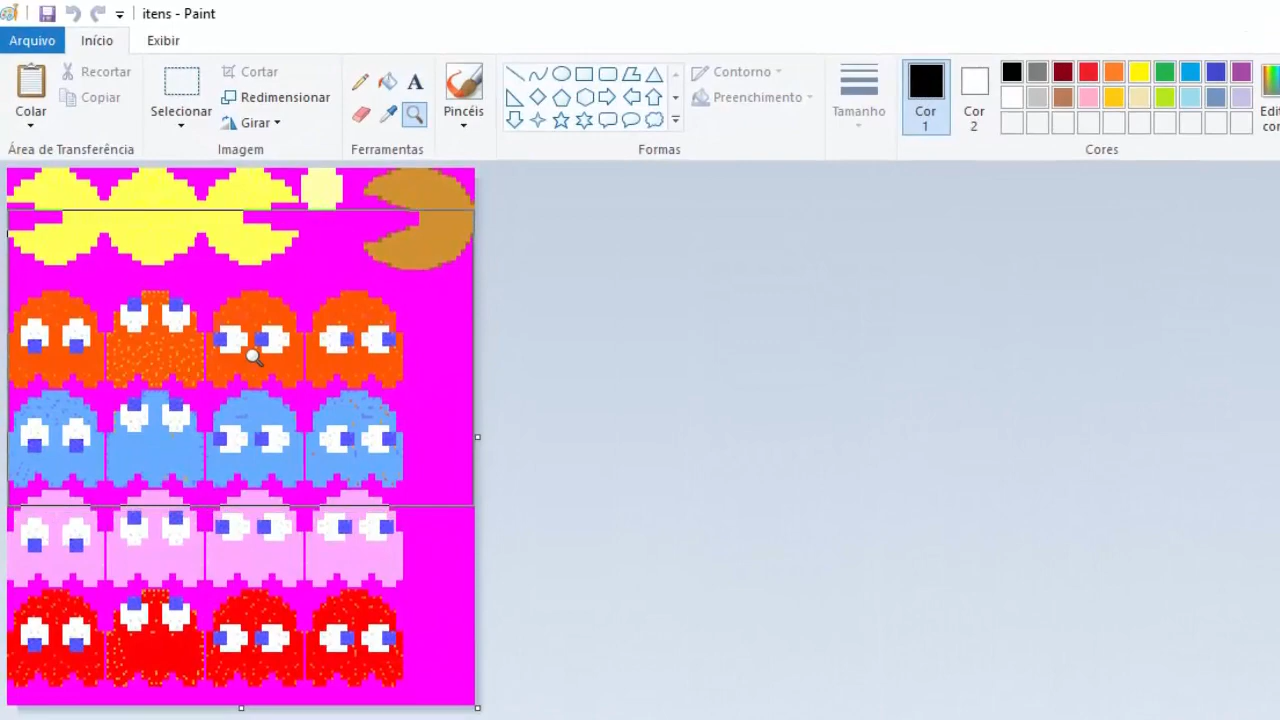 itens - Paint
Arquivo Início Exibir
Colar
Recortar
Copiar
Área de Transferência
Selecionar
Cortar
Redimensionar
Girar
Imagem
A
Ferramentas
Pincéis
Contorno
Preenchimento
Formas
Tamanho
Cor
1
Cor
2
Cores